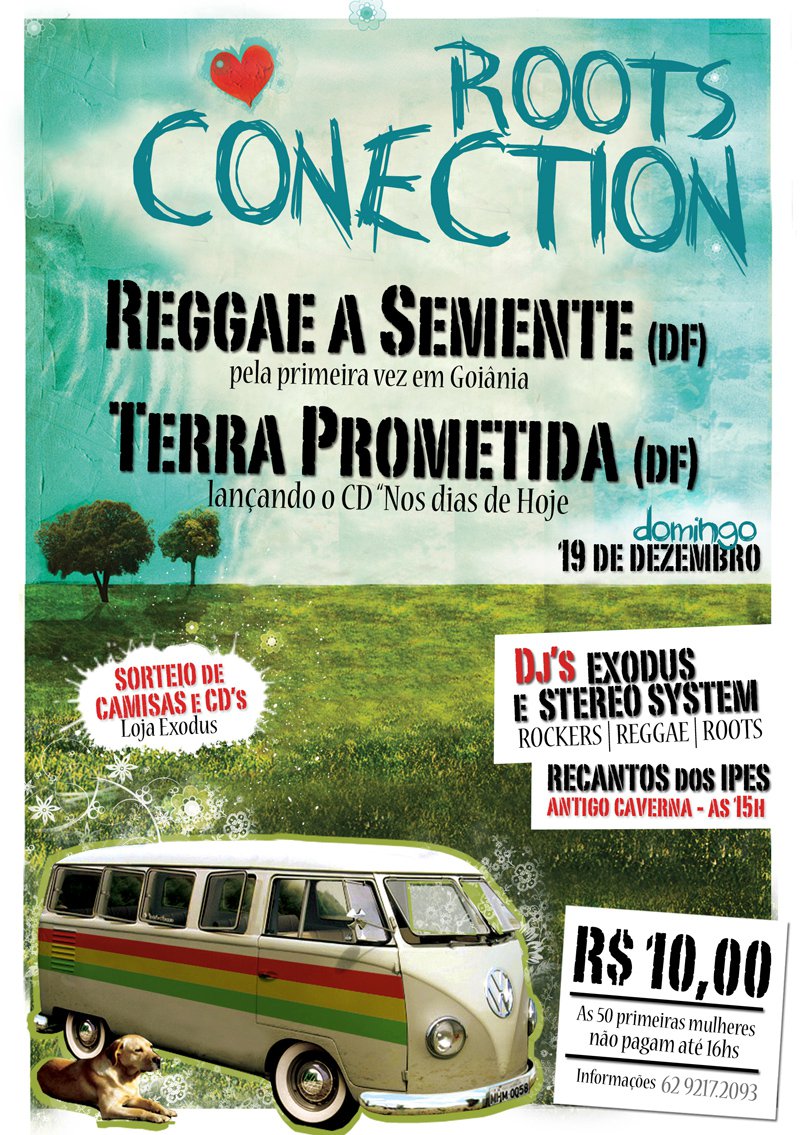 ROOTS
CONECTION
REGGAE A SEMENTE (DF)
pela primeira vez em Goiânia
TERRA PROMETIDA (DF)
lançando o CD “Nos dias de Hoje
domingo
19 DE DEZEMBRO
SORTEIO DE
CAMISAS E CD's
Loja Exodus
DJ's EXODUS
E STEREO SYSTEM
ROCKERS | REGGAE | ROOTS
RECANTOS DOS IPES
ANTIGO CAVERNA - AS 15H
R$ 10,00
As 50 primeiras mulheres
não pagam até 16hs
Informações 62 9217.2093
MHM 0058